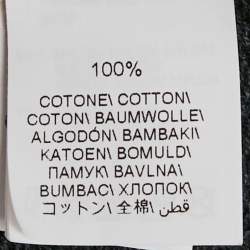 100%
COTONE\ COTTON\
COTON\ BAUMWOLLE\
ALGODÓN\ BAMBAKI\
KATOEN\ BOMULD\
ПАМУК\ BAVLNA\
BUMBAC\ ХЛОПОК\
コットン\ 全棉\ قطن